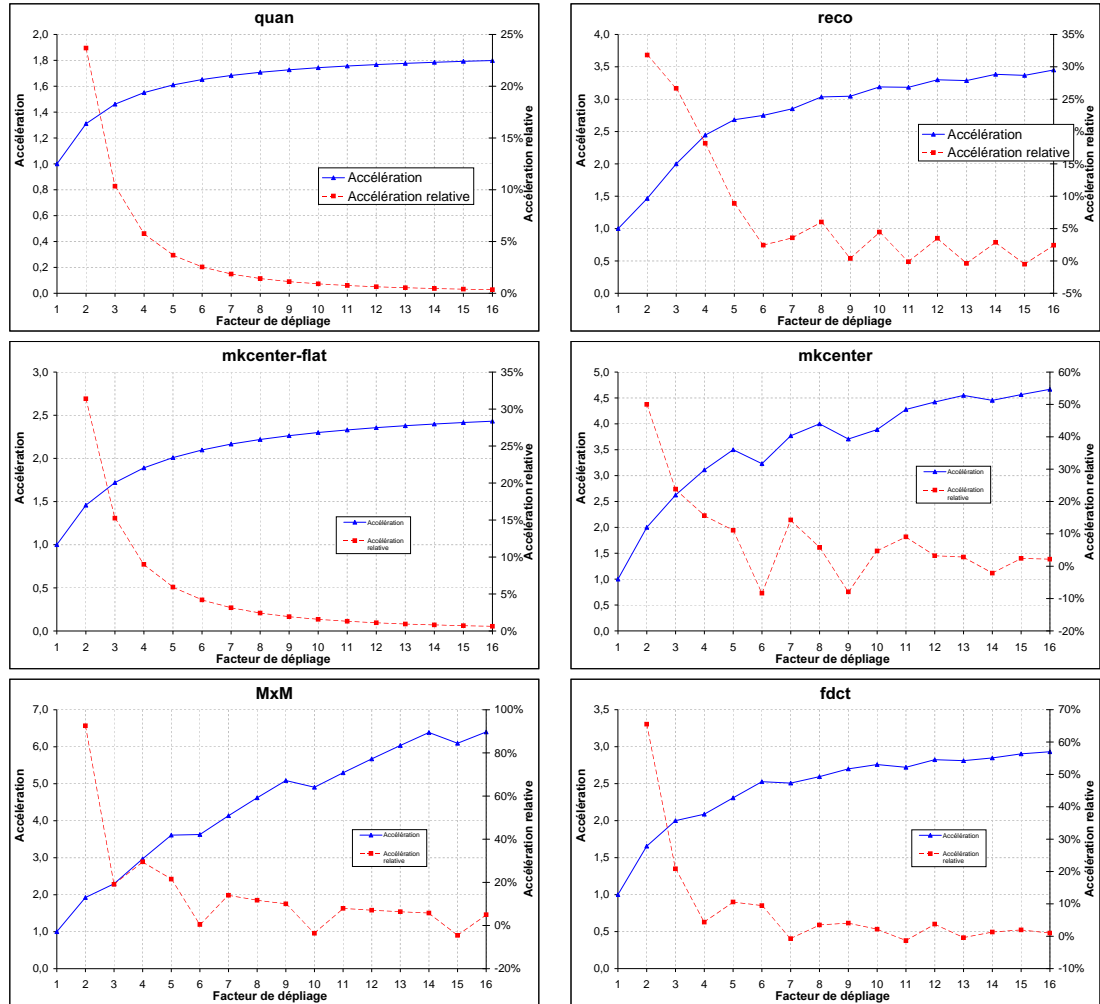 quan
2,0
1,8
1,6
1,4
1,2
1,0
0,8
0,6
0,4
0,2
0,0
Accélération
25%
20%
15%
10%
5%
0%
Accélération relative
Accélération
Accélération relative
1 2 3 4 5 6 7 8 9 10 11 12 13 14 15 16
Facteur de dépliage
reco
4,0
3,5
3,0
2,5
2,0
1,5
1,0
0,5
0,0
Accélération
35%
30%
25%
20%
15%
10%
5%
0%
-5%
Accélération relative
Accélération
Accélération relative
1 2 3 4 5 6 7 8 9 10 11 12 13 14 15 16
Facteur de dépliage
mkcenter-flat
3,0
2,5
2,0
1,5
1,0
0,5
0,0
Accélération
35%
30%
25%
20%
15%
10%
5%
0%
Accélération relative
Accélération
Accélération
relative
1 2 3 4 5 6 7 8 9 10 11 12 13 14 15 16
Facteur de dépliage
mkcenter
5,0
4,5
4,0
3,5
3,0
2,5
2,0
1,5
1,0
0,5
0,0
Accélération
60%
50%
40%
30%
20%
10%
0%
-10%
-20%
Accélération relative
Accélération
Accélération
relative
1 2 3 4 5 6 7 8 9 10 11 12 13 14 15 16
Facteur de dépliage
MxM
7,0
6,0
5,0
4,0
3,0
2,0
1,0
0,0
Accélération
100%
80%
60%
40%
20%
0%
-20%
Accélération relative
Accélération
Accélération
relative
1 2 3 4 5 6 7 8 9 10 11 12 13 14 15 16
Facteur de dépliage
fdct
3,5
3,0
2,5
2,0
1,5
1,0
0,5
0,0
Accélération
70%
60%
50%
40%
30%
20%
10%
0%
-10%
Accélération relative
Accélération
Accélération
relative
1 2 3 4 5 6 7 8 9 10 11 12 13 14 15 16
Facteur de dépliage